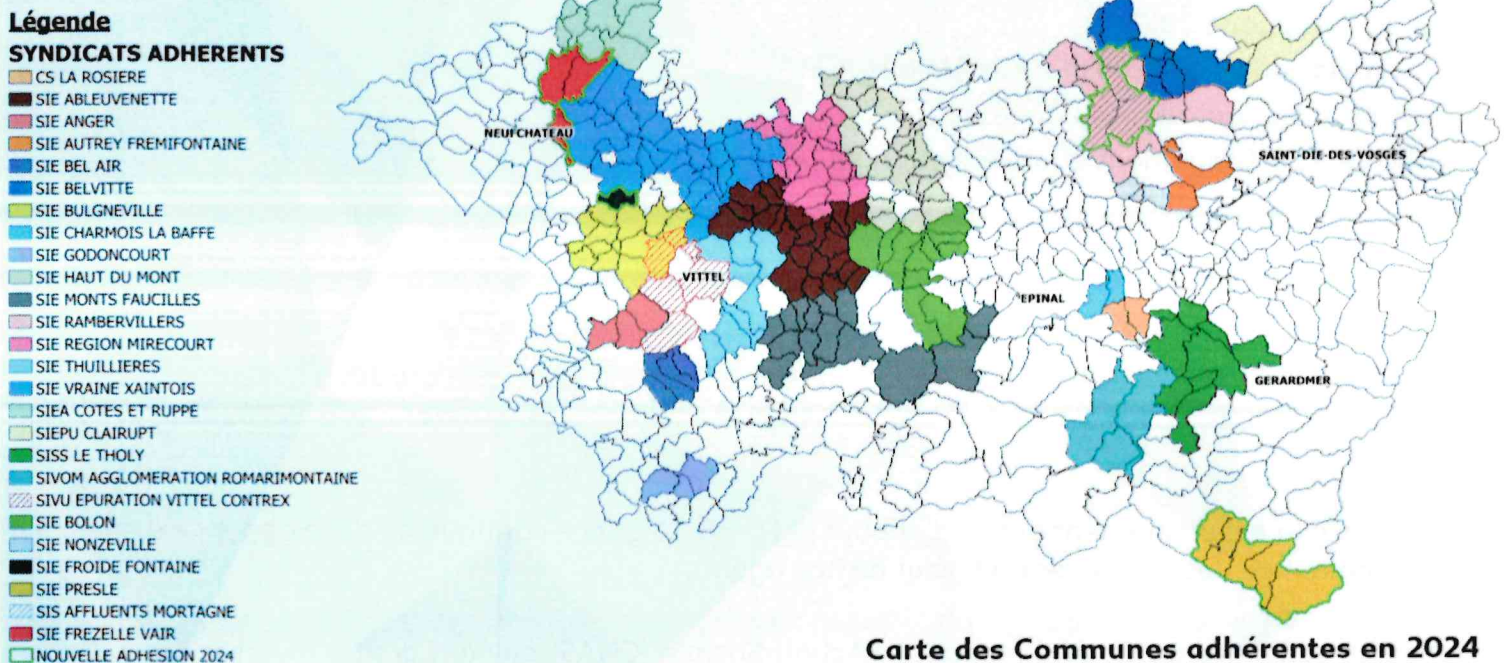 Légende
SYNDICATS ADHERENTS
CS LA ROSIERE
SIE ABLEUVENETTE
SIE ANGER
SIE AUTREY FREMIFONTAINE
SIE BEL AIR
SIE BELVITTE
SIE BULGNEVILLE
SIE CHARMOIS LA BAFFE
SIE GODONCOURT
SIE HAUT DU MONT
SIE MONTS FAUCILLES
SIE RAMBERVILLERS
SIE REGION MIRECOURT
SIE THUILLIERES
SIE VRAINE XAINTOIS
SIEA COTES ET RUPPE
SIEPU CLAIRUPT
SISS LE THOLY
SIVOM AGGLOMERATION ROMARIMONTAINE
SIVU EPURATION VITTEL CONTREX
SIE BOLON
SIE NONZEVILLE
SIE FROIDE FONTAINE
SIE PRESLE
SIS AFFLUENTS MORTAGNE
SIE FREZELLE VAIR
NOUVELLE ADHESION 2024
NEUFCHATEAU
SAINT-DIE-DES-VOSGES
VITTEL
EPINAL
GERARDMER
Carte des Communes adhérentes en 2024